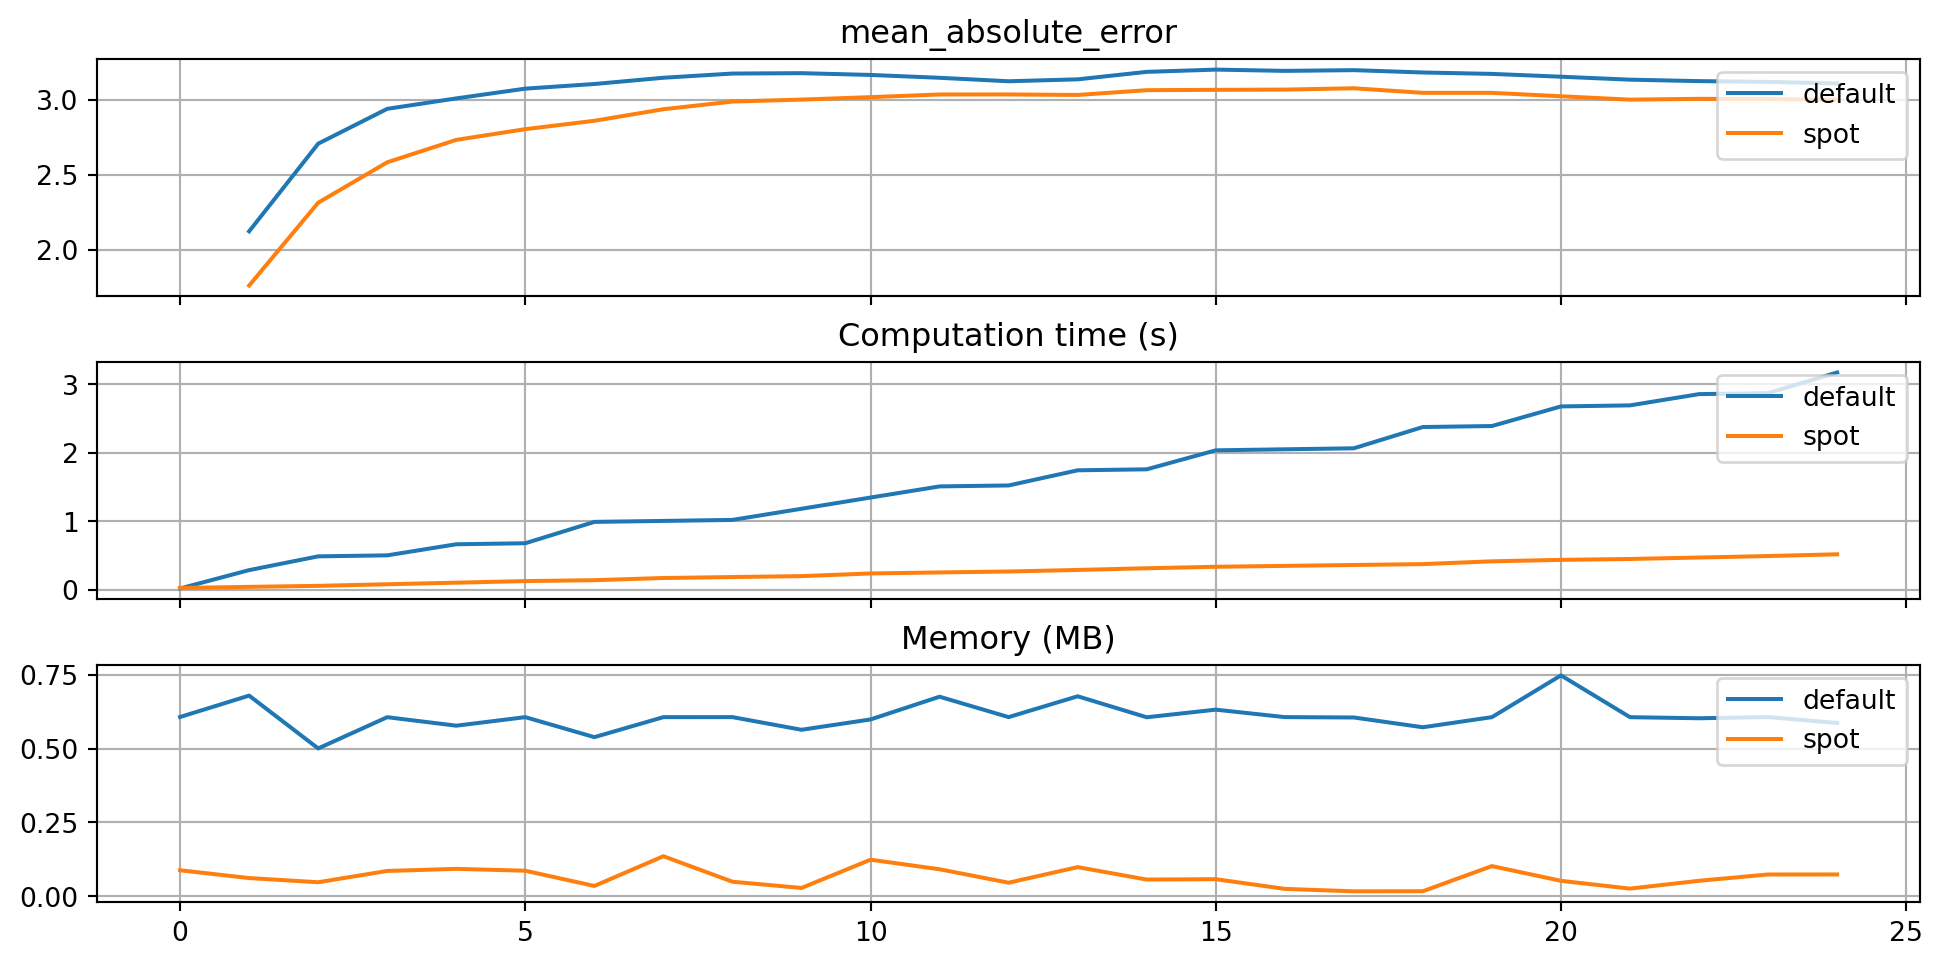 mean_absolute_error
3.0
2.5
2.0
default
spot
Computation time (s)
3
2
1
0
default
spot
Memory (MB)
0.75
0.50
0.25
0.00
default
spot
0 5 10 15 20 25